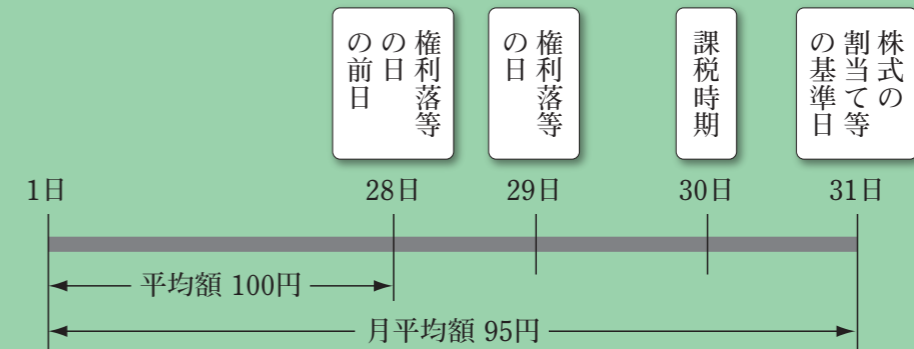 権利落等
の日
の前日
権利落等
の日
課税時期
株式の
割当て等
の基準日
1日
28日
29日
30日
31日
平均額 100円
月平均額 95円